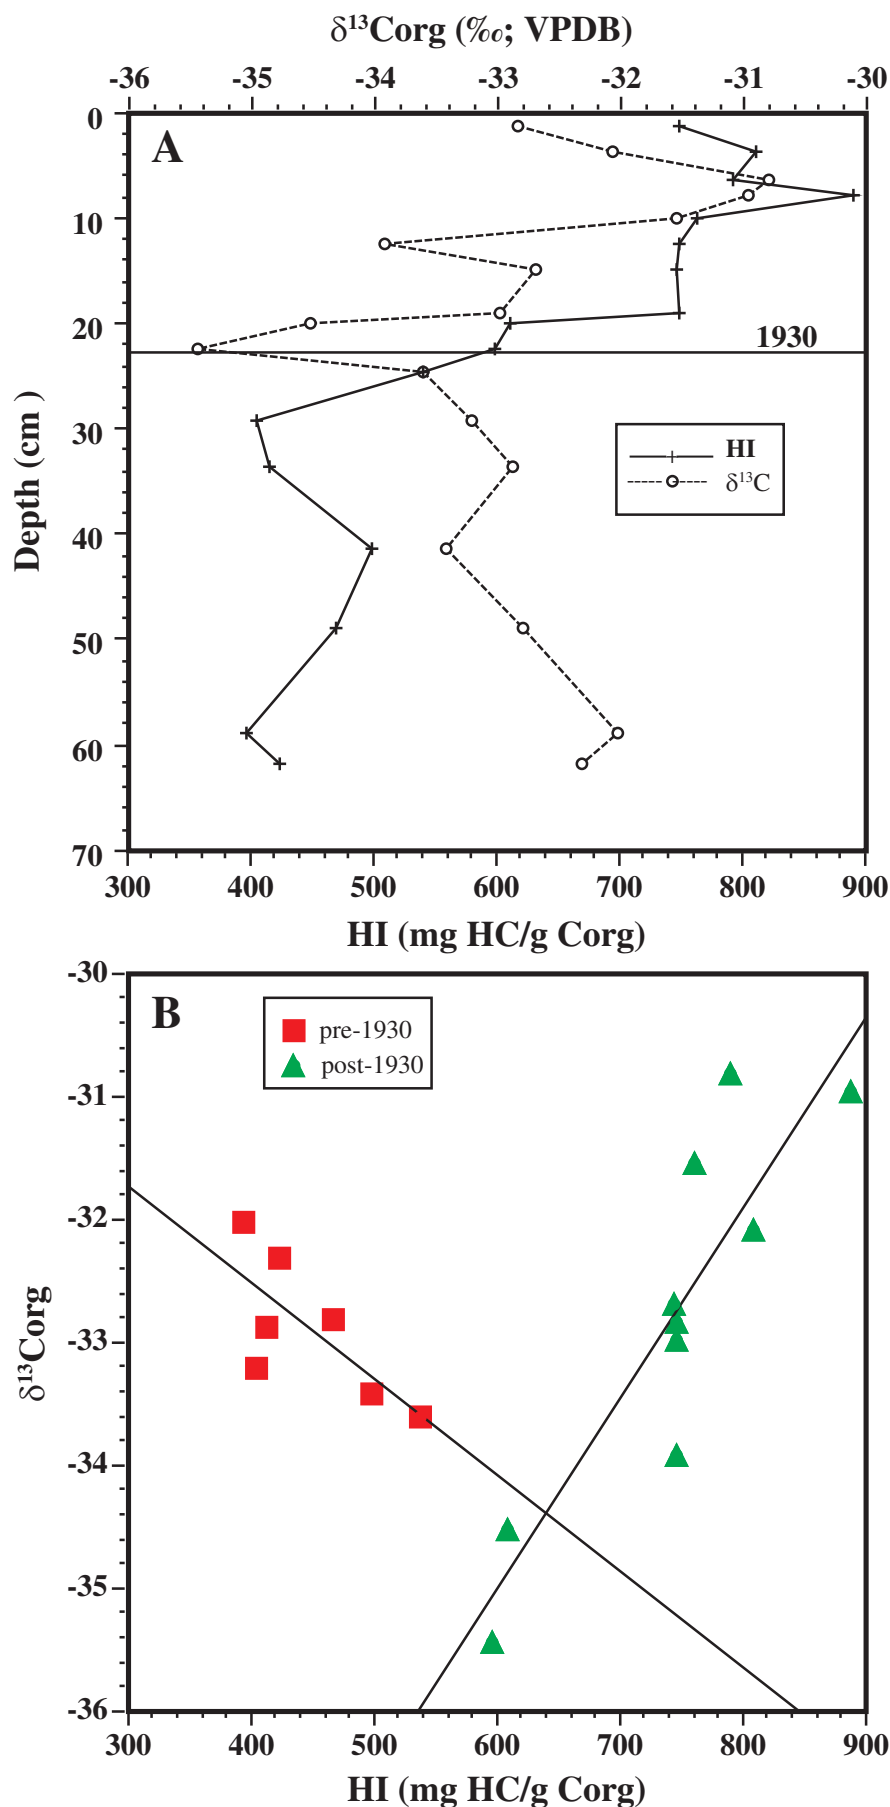 δ¹³Corg (‰; VPDB)
-36 -35 -34 -33 -32 -31 -30
A
0
10
20
1930
30
HI
δ¹³C
40
50
60
70
Depth (cm)
300 400 500 600 700 800 900
HI (mg HC/g Corg)
B
-30
pre-1930
post-1930
-31
-32
-33
-34
-35
-36
δ¹³Corg
300 400 500 600 700 800 900
HI (mg HC/g Corg)